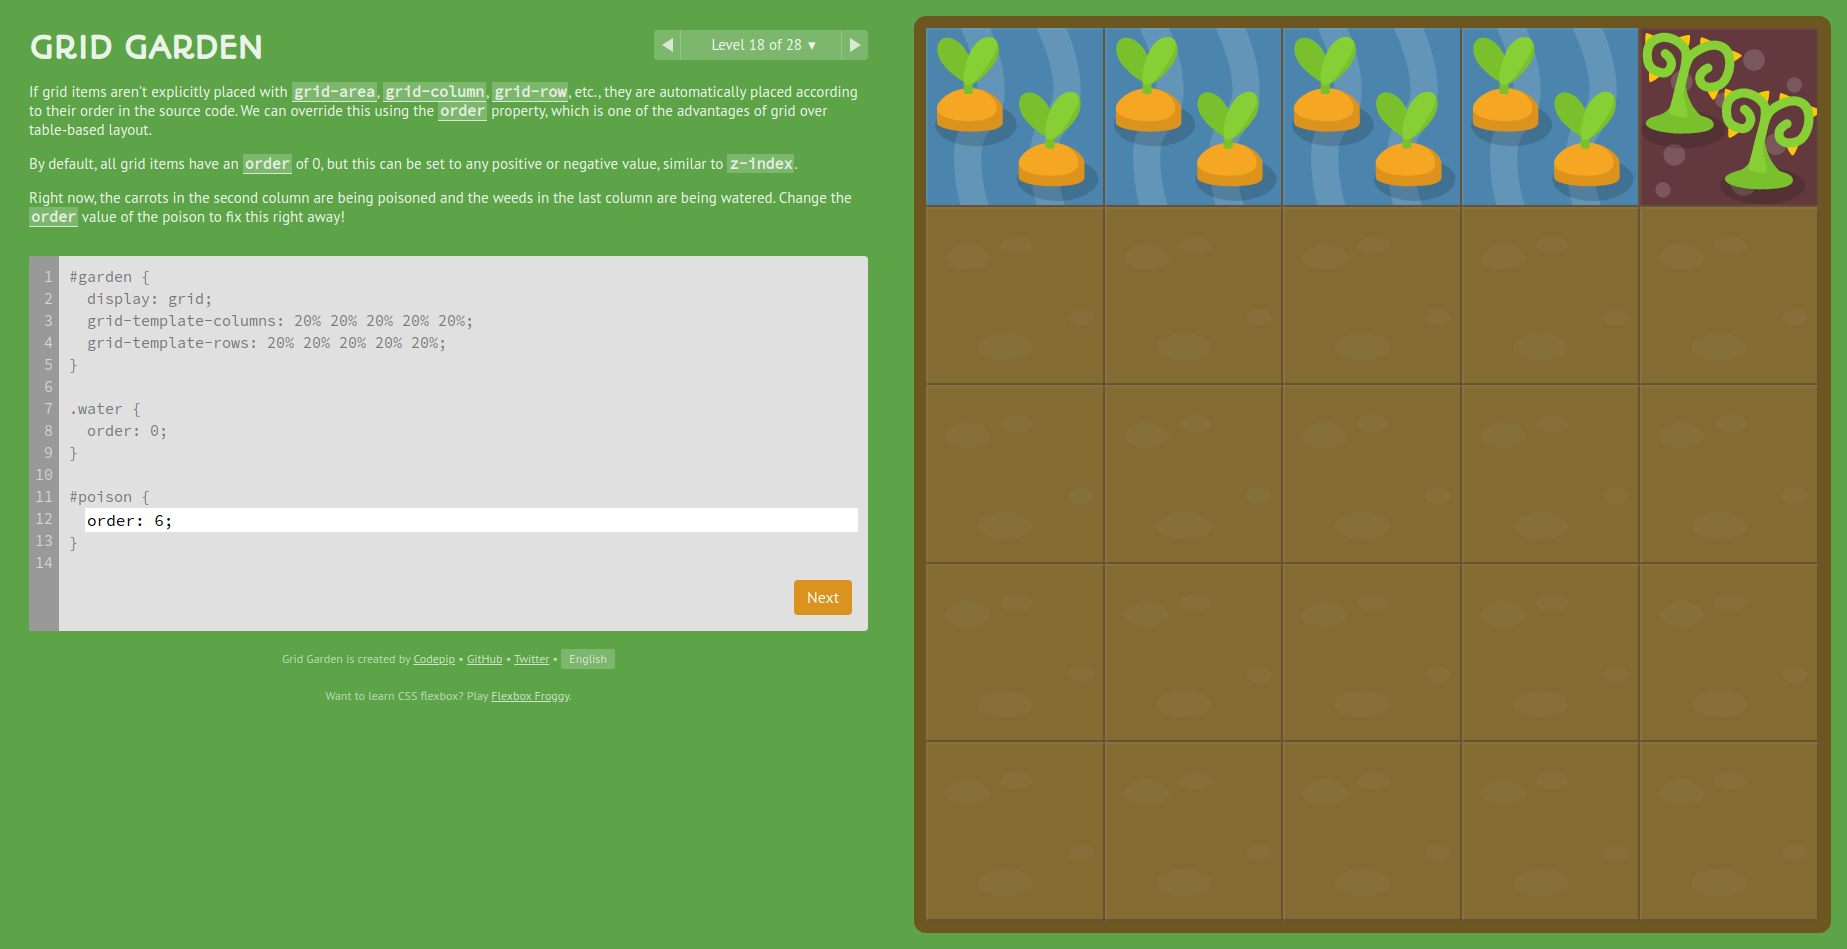 GRID GARDEN
◀ Level 18 of 28 ▼ ▶
If grid items aren't explicitly placed with grid-area, grid-column, grid-row, etc., they are automatically placed according
to their order in the source code. We can override this using the order property, which is one of the advantages of grid over
table-based layout.
By default, all grid items have an order of 0, but this can be set to any positive or negative value, similar to z-index.
Right now, the carrots in the second column are being poisoned and the weeds in the last column are being watered. Change the
order value of the poison to fix this right away!
1 #garden {
2 display: grid;
3 grid-template-columns: 20% 20% 20% 20% 20%;
4 grid-template-rows: 20% 20% 20% 20% 20%;
5 }
6
7 .water {
8 order: 0;
9 }
10
11 #poison {
12 order: 6;
13 }
14
Next
Grid Garden is created by Codepip • GitHub • Twitter • English
Want to learn CSS flexbox? Play Flexbox Froggy.